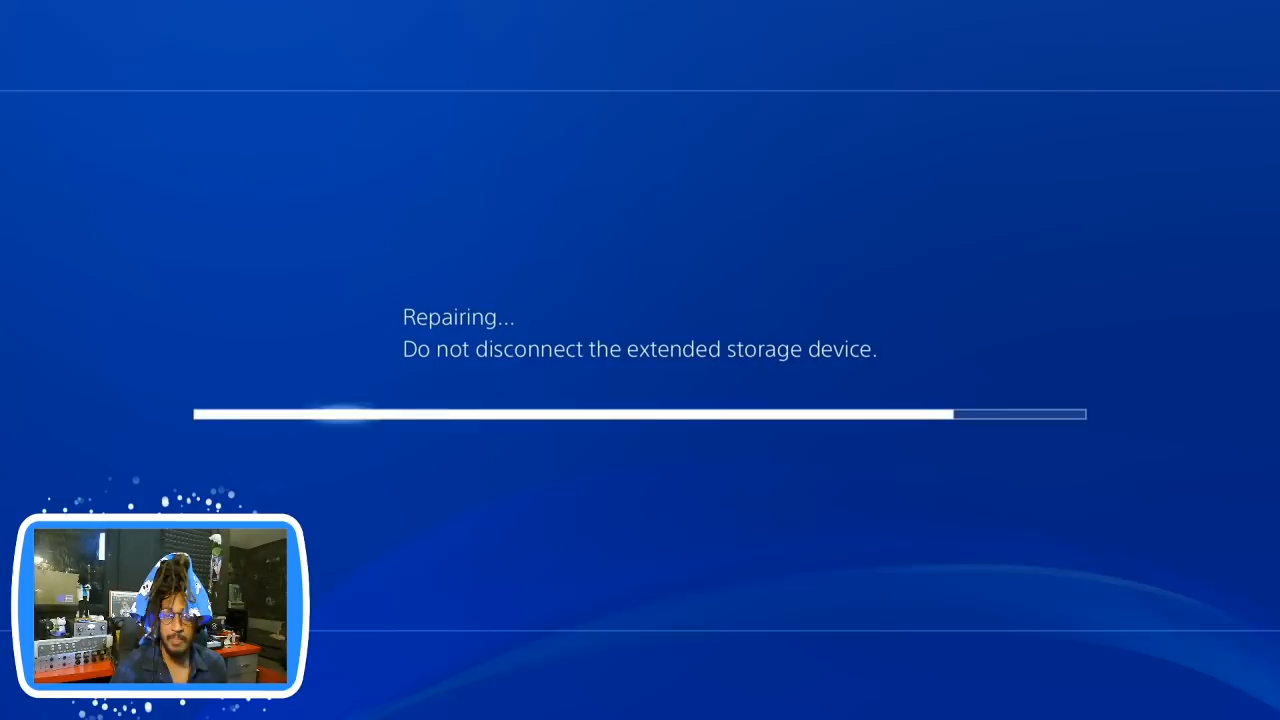 Repairing...
Do not disconnect the extended storage device.